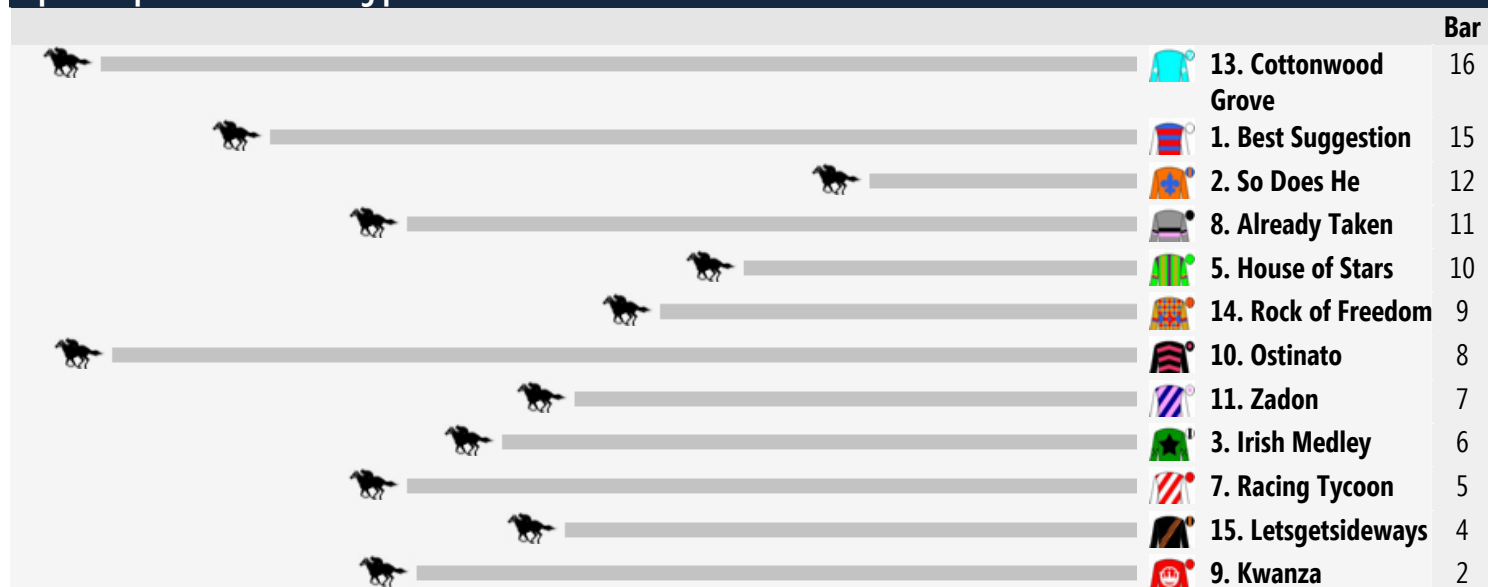 Bar
13. Cottonwood 16
Grove
1. Best Suggestion 15
2. So Does He 12
8. Already Taken 11
5. House of Stars 10
14. Rock of Freedom 9
10. Ostinato 8
11. Zadon 7
3. Irish Medley 6
7. Racing Tycoon 5
15. Letsgetsideways 4
9. Kwanza 2